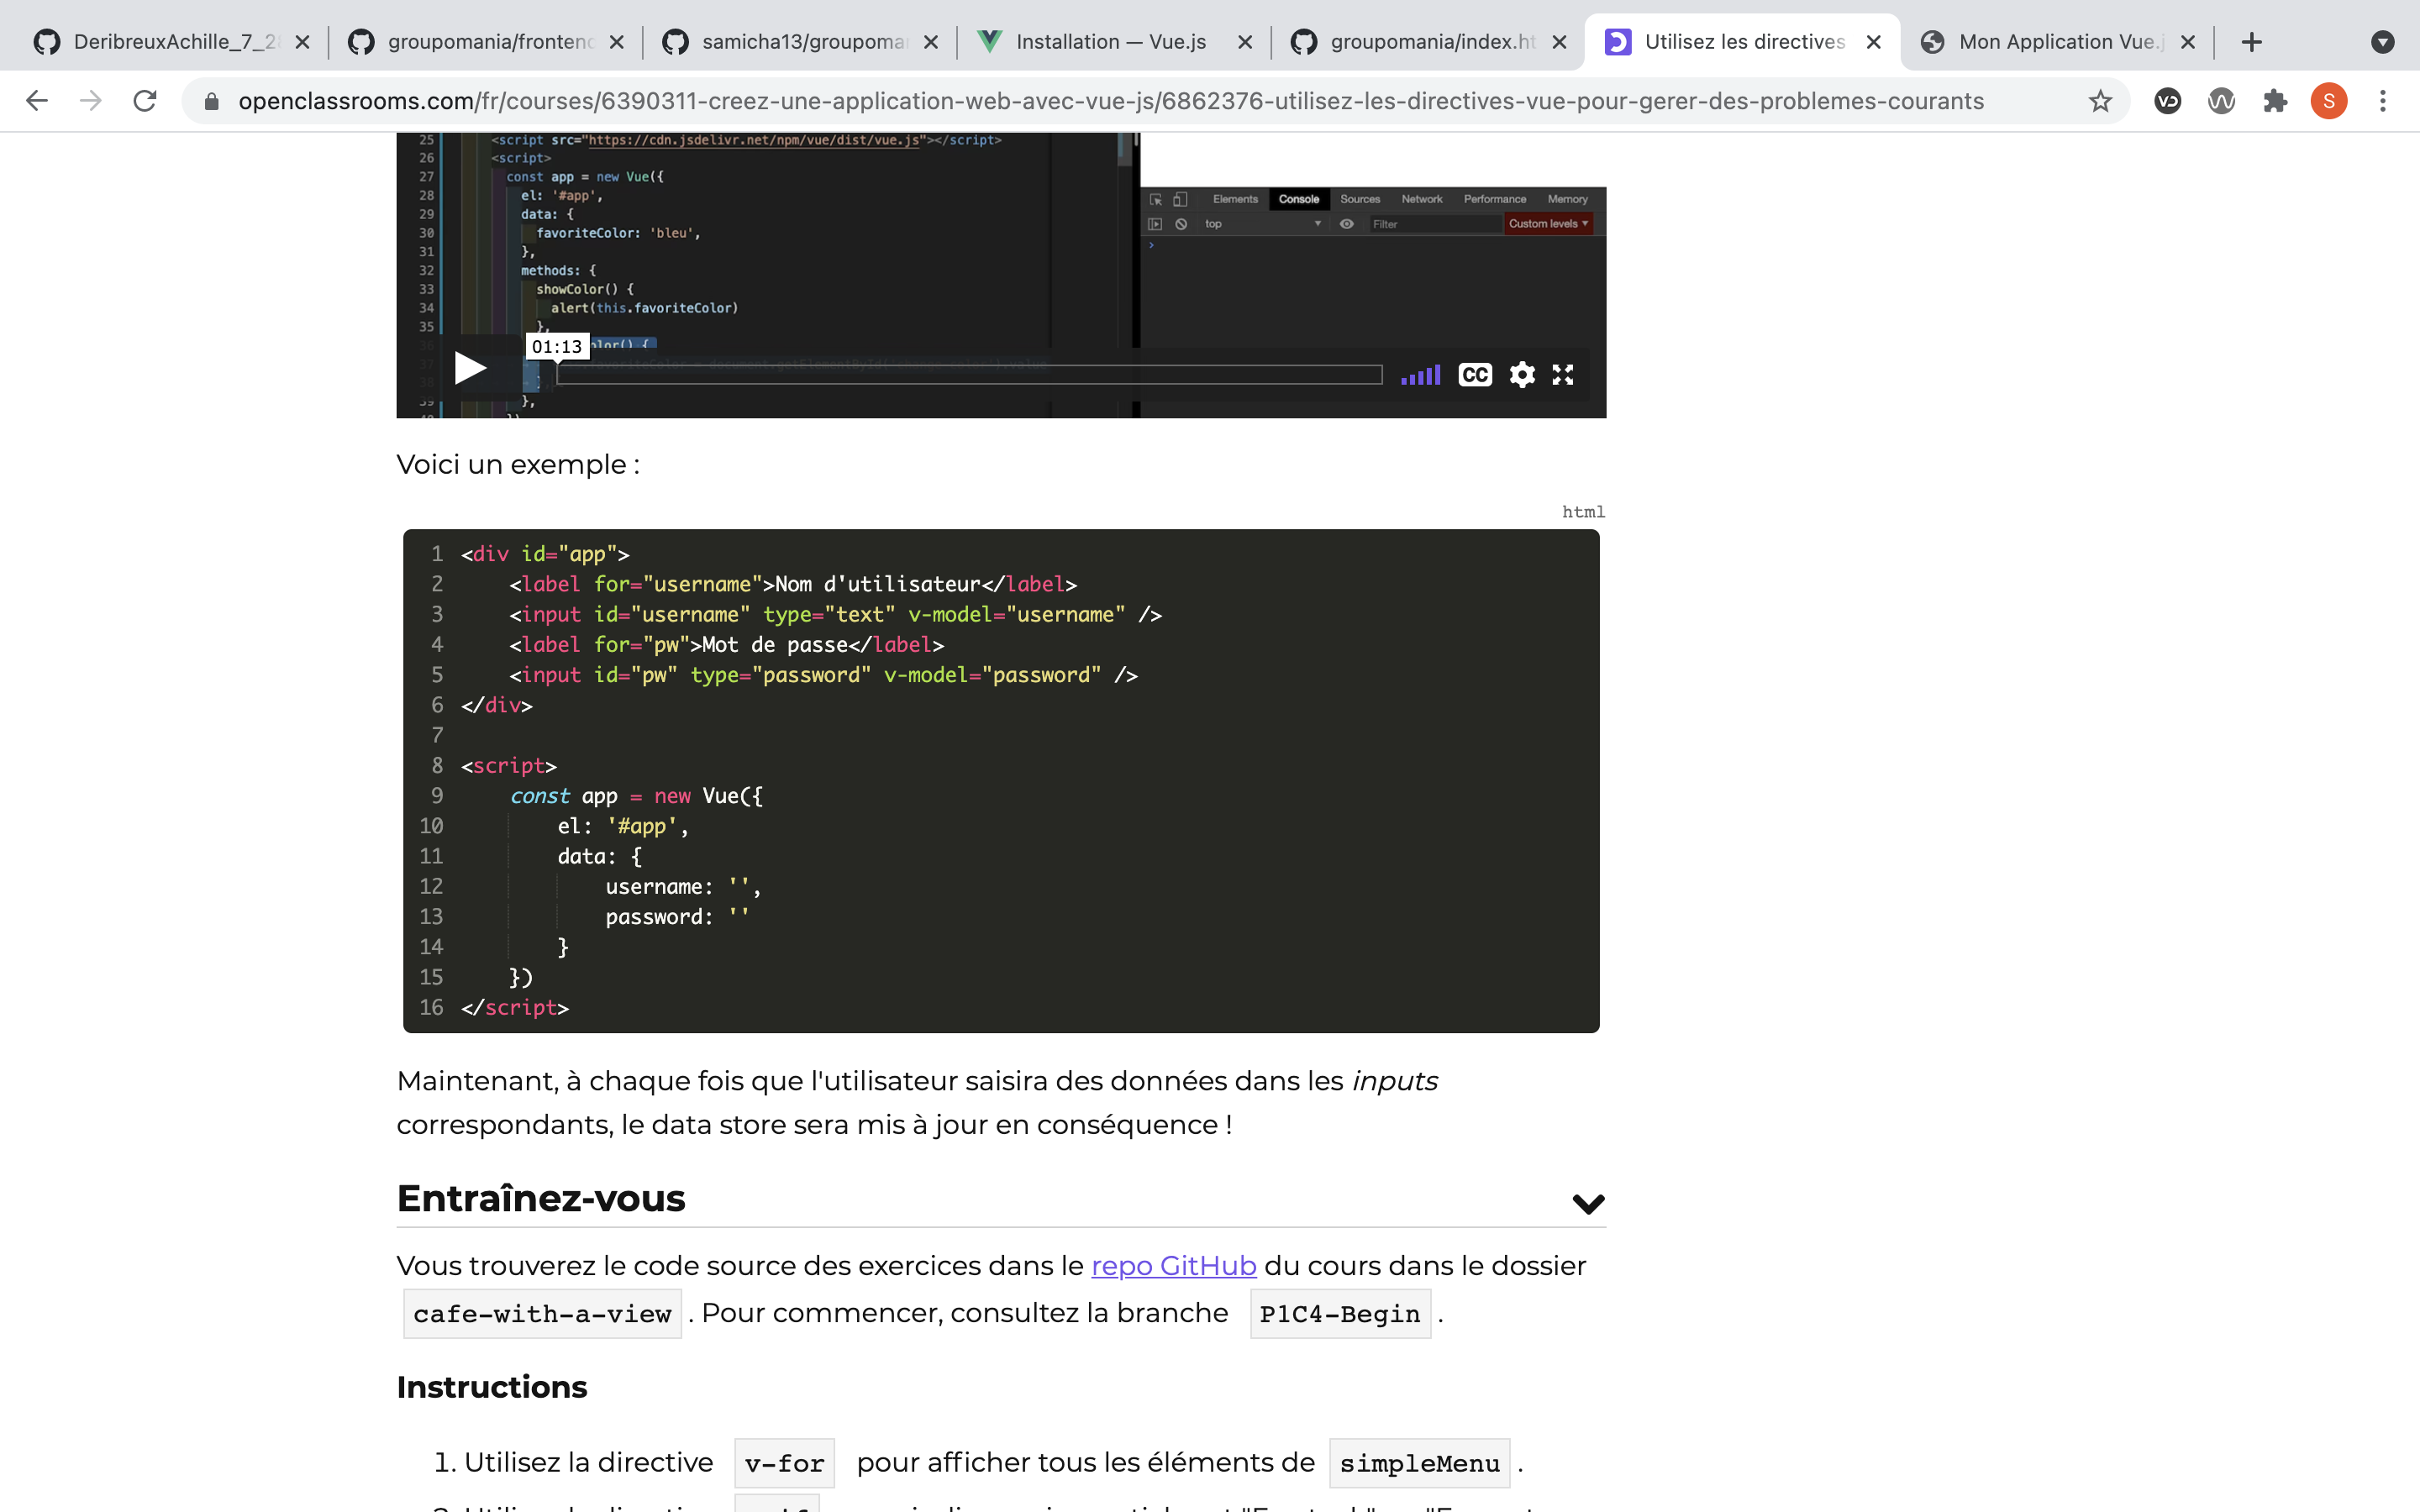 DeribreuxAchille_7_2
groupomania/frontend
samicha13/groupoma
Installation — Vue.js
groupomania/index.ht
Utilisez les directives
Mon Application Vue.j
openclassrooms.com/fr/courses/6390311-creez-une-application-web-avec-vue-js/6862376-utilisez-les-directives-vue-pour-gerer-des-problemes-courants
S
25 <script src="https://cdn.jsdelivr.net/npm/vue/dist/vue.js"></script>
26 <script>
27 const app = new Vue({
28 el: '#app',
29 data: {
30 favoriteColor: 'bleu',
31 },
32 methods: {
33 showColor() {
34 alert(this.favoriteColor)
35 },
36 olor() {
37 favoriteColor = document.getElementById( ).value
38 },
39 },
40 })
01:13
CC
Elements Console Sources Network Performance Memory
top Filter Custom levels
Voici un exemple :
html
1 <div id="app">
2 <label for="username">Nom d'utilisateur</label>
3 <input id="username" type="text" v-model="username" />
4 <label for="pw">Mot de passe</label>
5 <input id="pw" type="password" v-model="password" />
6 </div>
7
8 <script>
9 const app = new Vue({
10 el: '#app',
11 data: {
12 username: '',
13 password: ''
14 }
15 })
16 </script>
Maintenant, à chaque fois que l'utilisateur saisira des données dans les inputs
correspondants, le data store sera mis à jour en conséquence !
Entraînez-vous
Vous trouverez le code source des exercices dans le repo GitHub du cours dans le dossier
cafe-with-a-view . Pour commencer, consultez la branche P1C4-Begin .
Instructions
1. Utilisez la directive v-for pour afficher tous les éléments de simpleMenu .